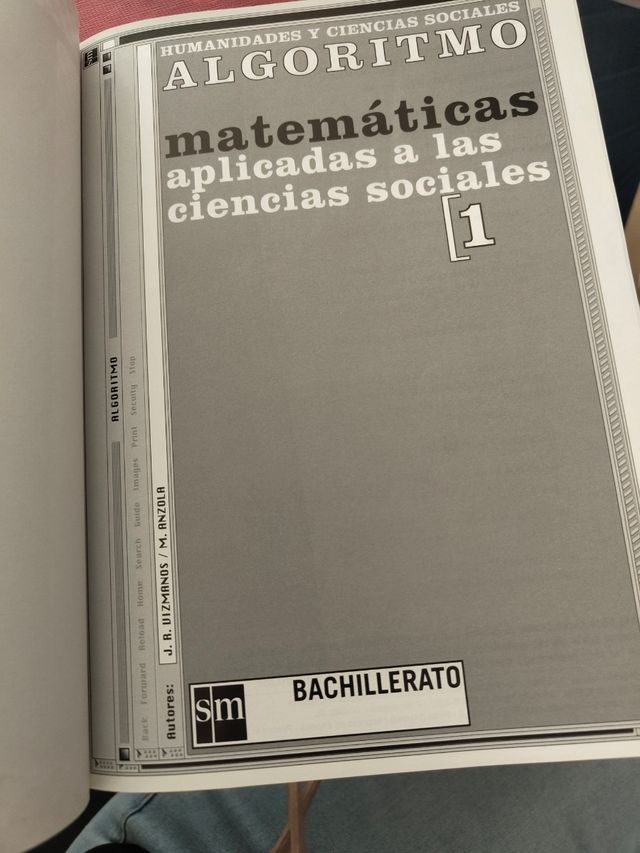 HUMANIDADES Y CIENCIAS SOCIALES
ALGORITMO
matemáticas
aplicadas a las
ciencias sociales
[1
sm
ALGORITMO
Back Forward Reload Home Search Guide Images Print Security Stop
Autores: J. R. VIZMANOS / M. ANZOLA
sm
BACHILLERATO